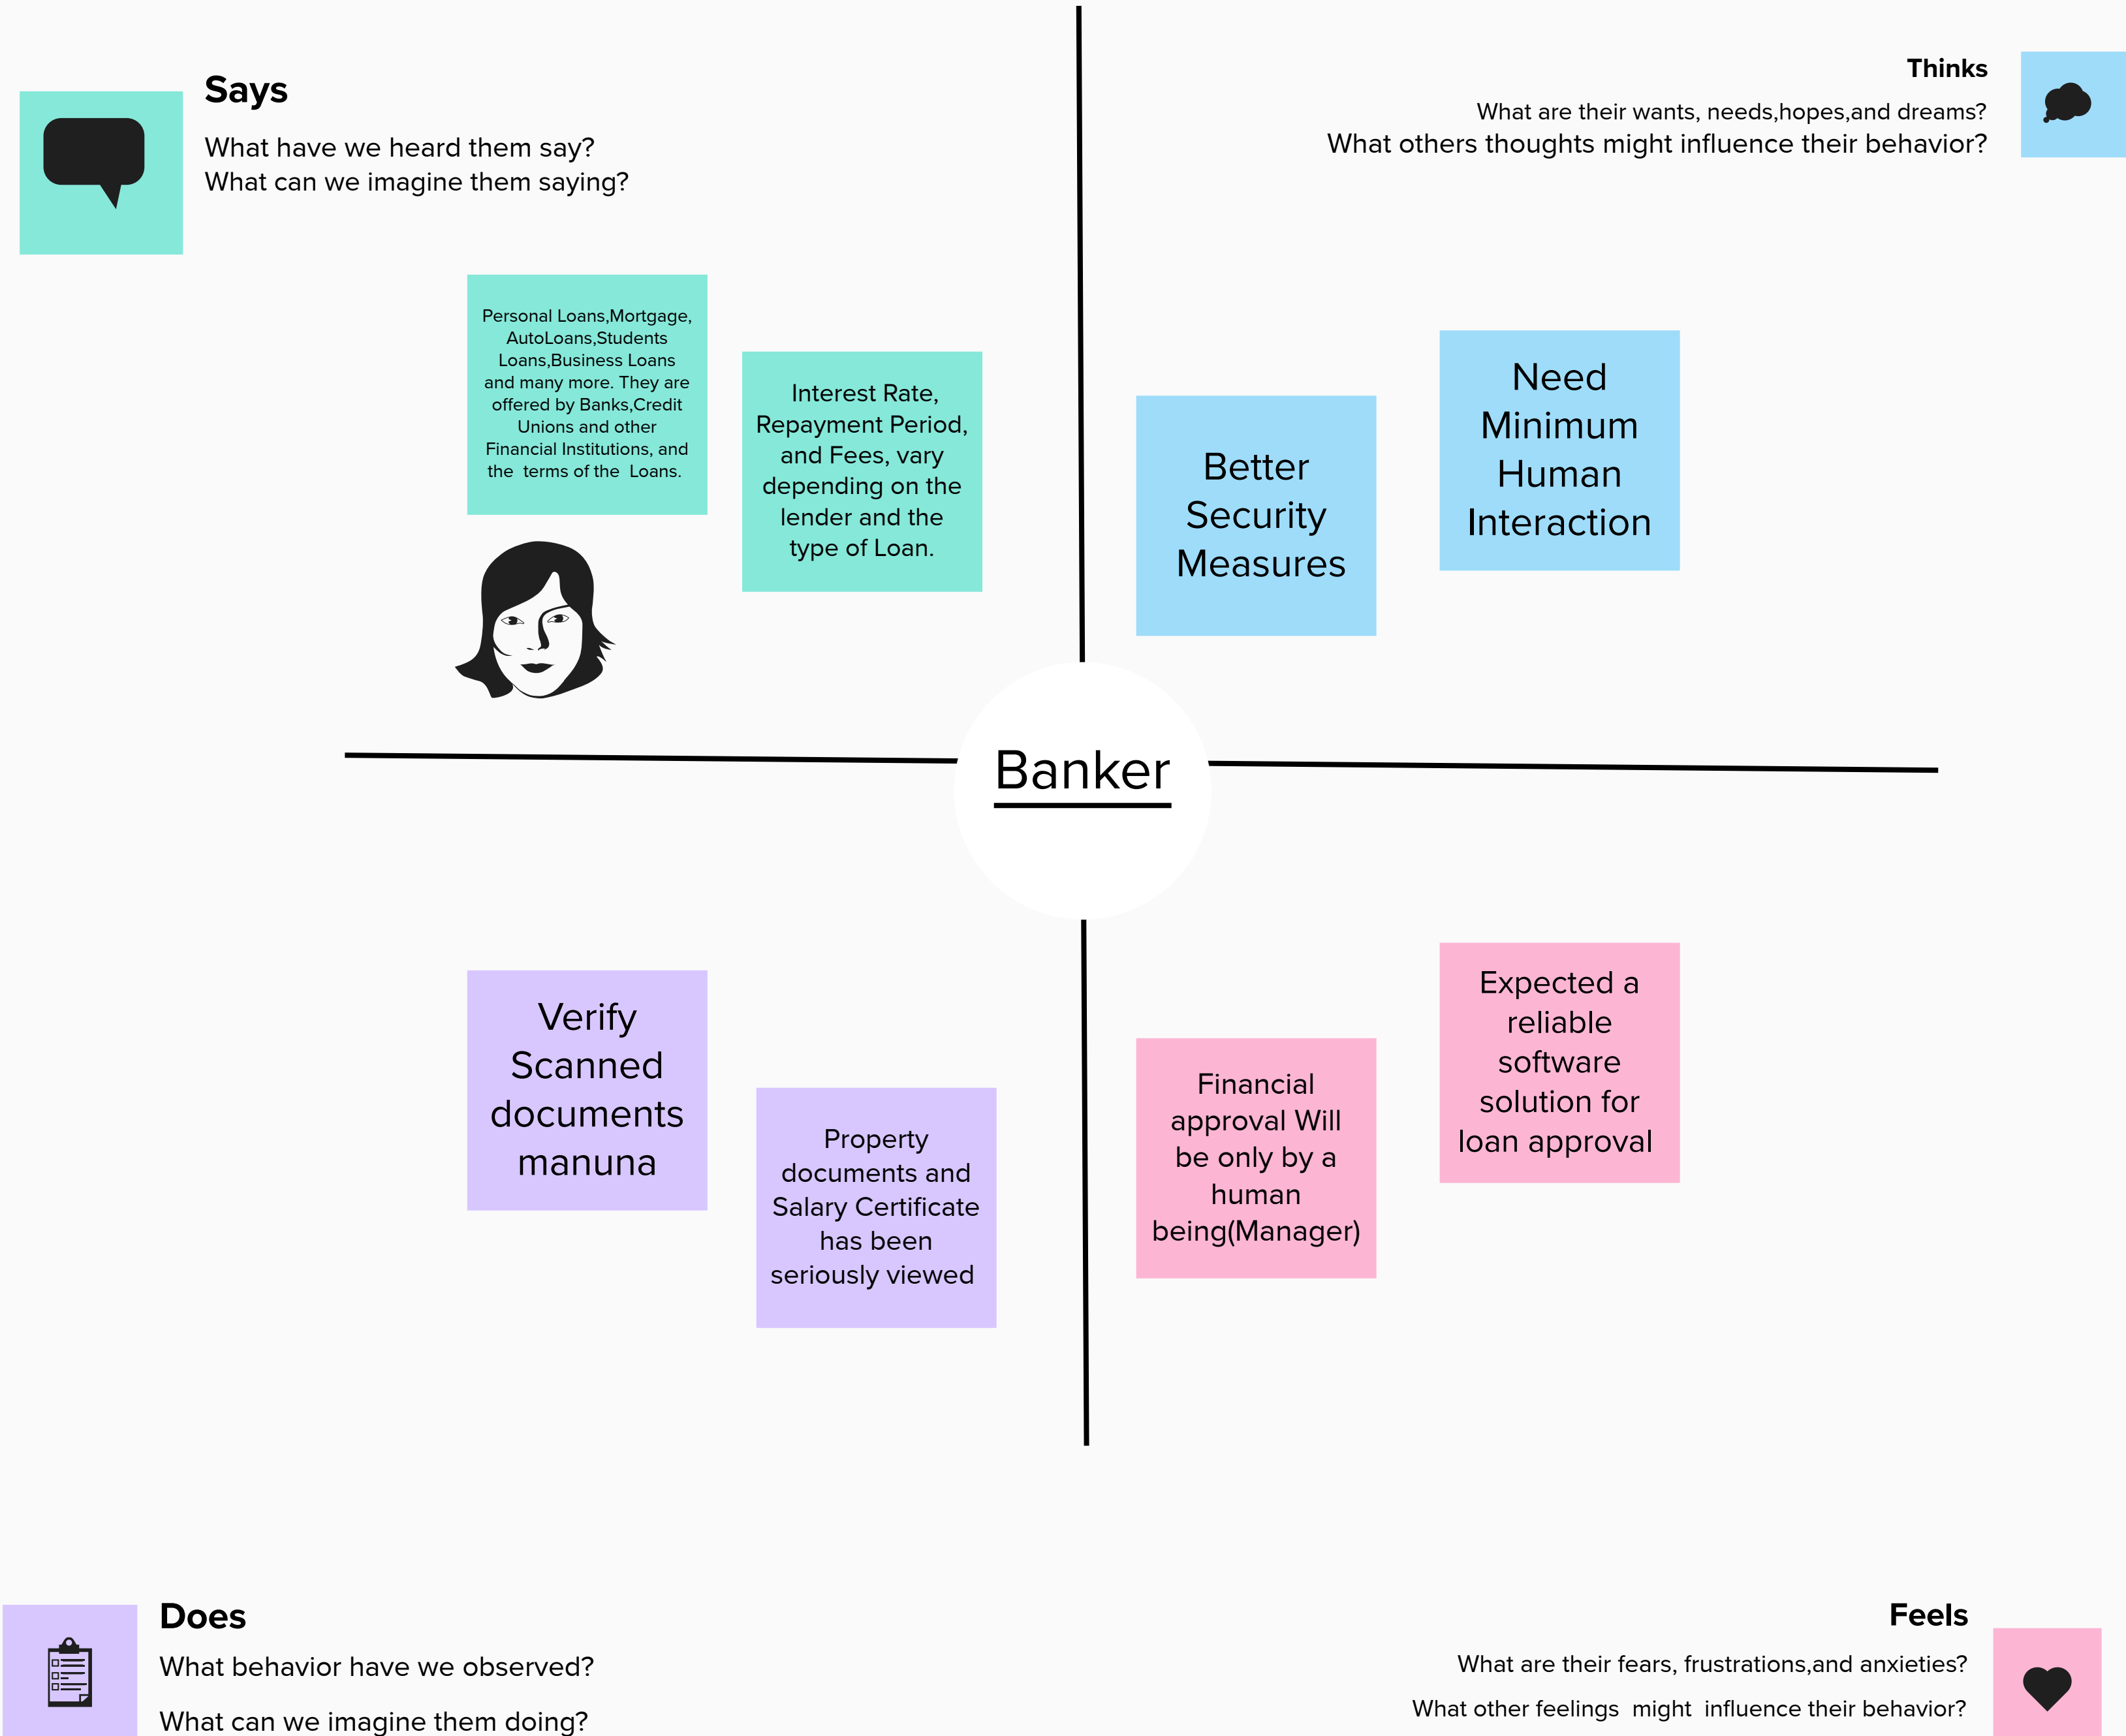 Says
What have we heard them say?
What can we imagine them saying?
Thinks
What are their wants, needs,hopes,and dreams?
What others thoughts might influence their behavior?
Personal Loans,Mortgage,
AutoLoans,Students
Loans,Business Loans
and many more. They are
offered by Banks,Credit
Unions and other
Financial Institutions, and
the terms of the Loans.
Interest Rate,
Repayment Period,
and Fees, vary
depending on the
lender and the
type of Loan.
Better
Security
Measures
Need
Minimum
Human
Interaction
Banker
Verify
Scanned
documents
manuna
Property
documents and
Salary Certificate
has been
seriously viewed
Financial
approval Will
be only by a
human
being(Manager)
Expected a
reliable
software
solution for
loan approval
Does
What behavior have we observed?
What can we imagine them doing?
Feels
What are their fears, frustrations,and anxieties?
What other feelings might influence their behavior?